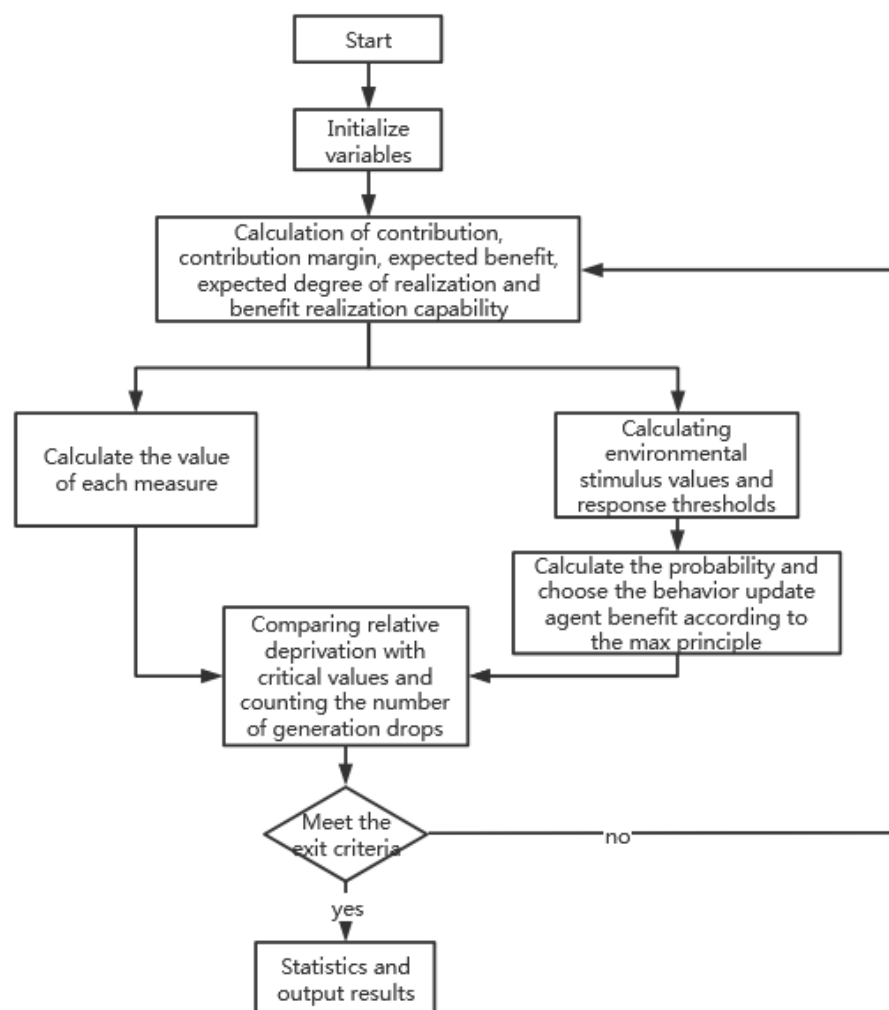 Start
Initialize
variables
Calculation of contribution,
contribution margin, expected benefit,
expected degree of realization and
benefit realization capability
Calculate the value
of each measure
Calculating
environmental
stimulus values and
response thresholds
Calculate the probability and
choose the behavior update
agent benefit according to
the max principle
Comparing relative
deprivation with
critical values and
counting the number
of generation drops
Meet the
exit criteria
no
yes
Statistics and
output results